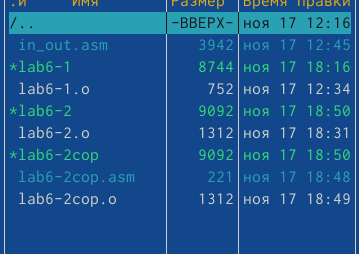 .и Имя Размер Время правки
/.. -ВВЕРХ- ноя 17 12:16
in_out.asm 3942 ноя 17 12:45
*lab6-1 8744 ноя 17 18:16
lab6-1.o 752 ноя 17 12:34
*lab6-2 9092 ноя 17 18:50
lab6-2.o 1312 ноя 17 18:31
*lab6-2cop 9092 ноя 17 18:50
lab6-2cop.asm 221 ноя 17 18:48
lab6-2cop.o 1312 ноя 17 18:49